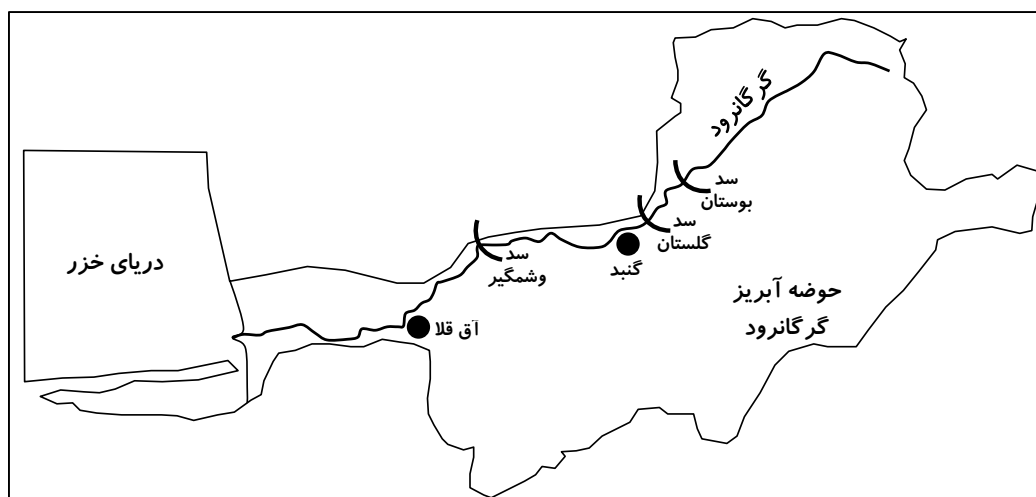 گرگانرود
سد
بوستان
سد
گلستان
گنبد
سد
وشمگیر
دریای خزر
حوضه آبریز
گرگانرود
آق قلا